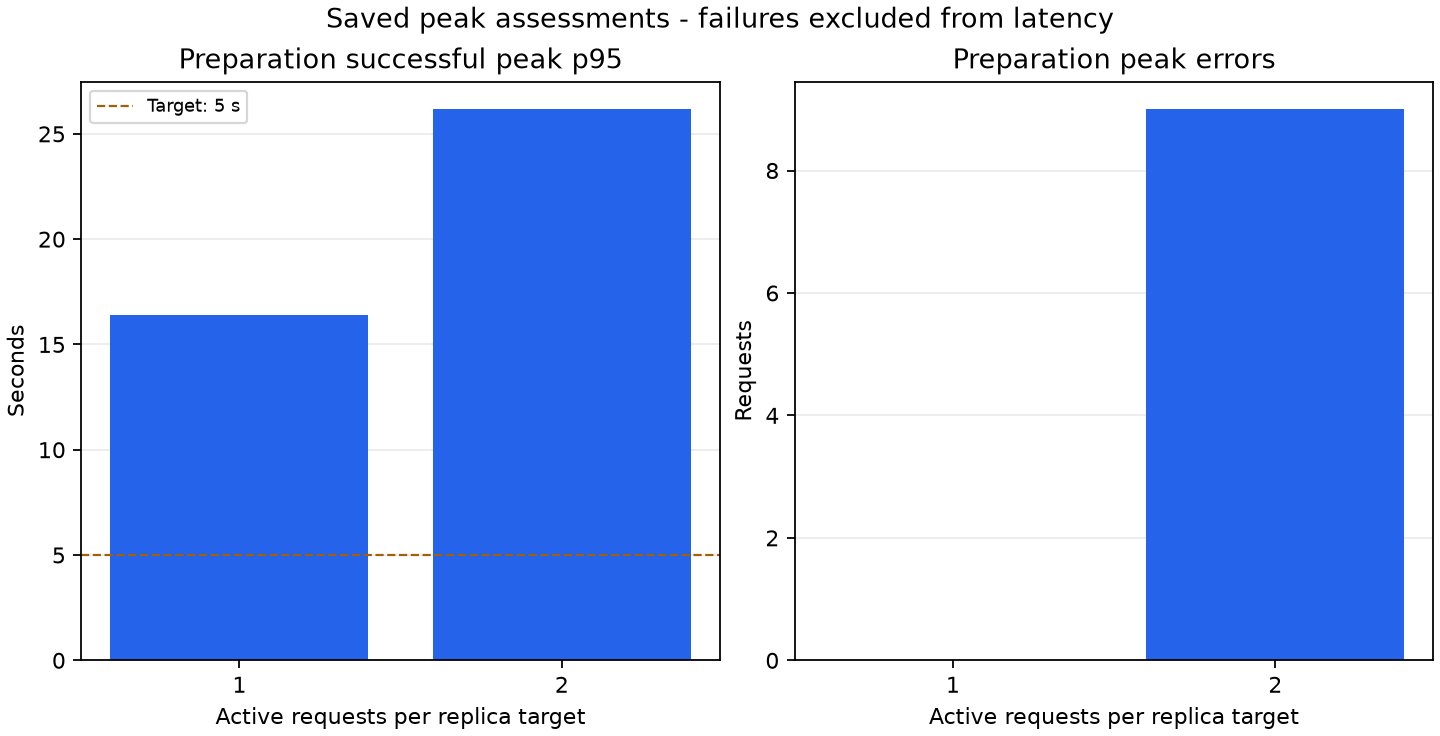 Saved peak assessments - failures excluded from latency
Preparation successful peak p95
Target: 5 s
25
20
15
10
5
0
Seconds
1
2
Active requests per replica target
Preparation peak errors
8
6
4
2
0
Requests
1
2
Active requests per replica target